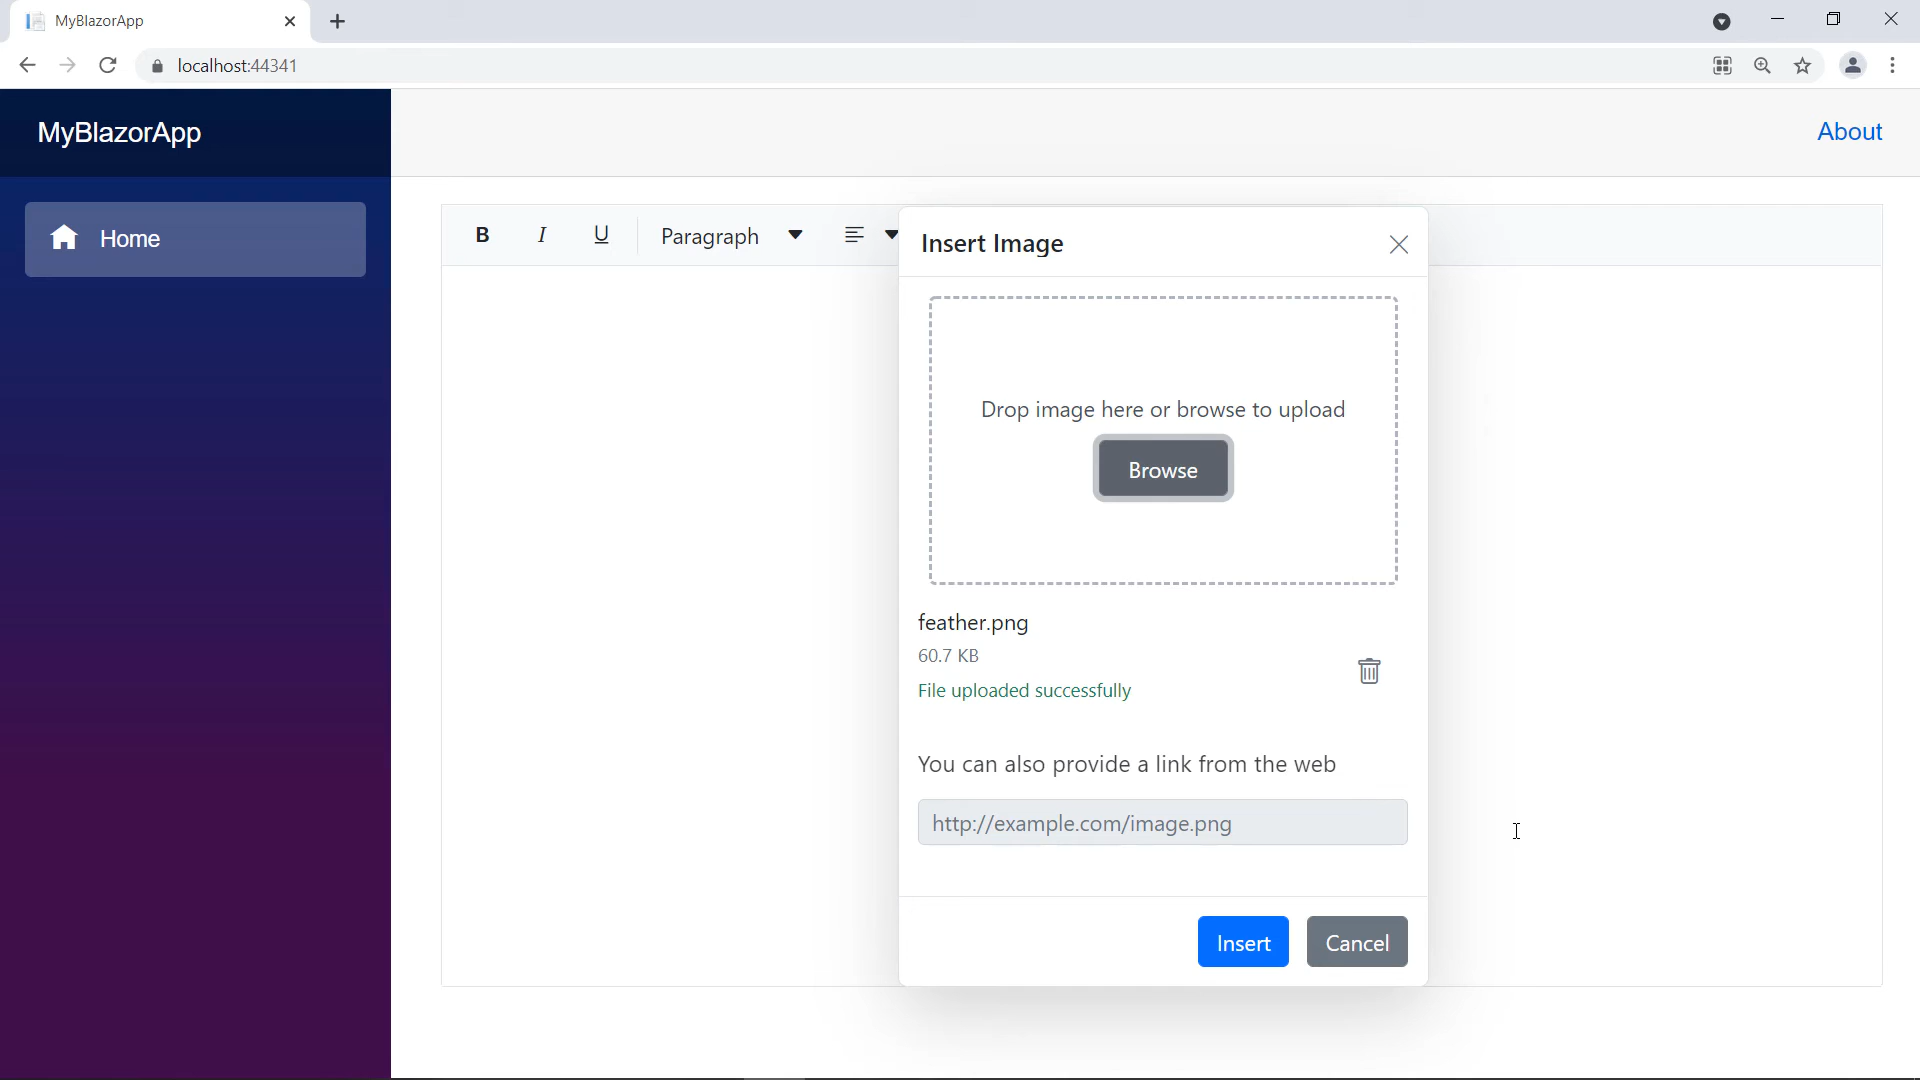 MyBlazorApp
localhost:44341
MyBlazorApp
About
Home
B I U Paragraph
Insert Image
Drop image here or browse to upload
Browse
feather.png
60.7 KB
File uploaded successfully
You can also provide a link from the web
http://example.com/image.png
Insert Cancel